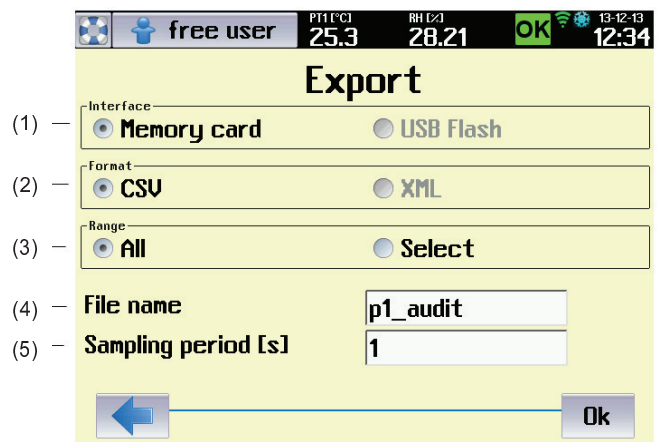 free user PT1 [°C] RH [%] 13-12-13
25.3 28.21 OK 12:34
Export
Interface
(1) – Memory card USB Flash
Format
(2) – CSV XML
Range
(3) – All Select
(4) – File name p1_audit
(5) – Sampling period [s] 1
Ok